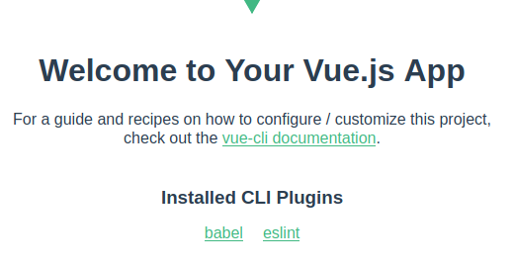 Welcome to Your Vue.js App
For a guide and recipes on how to configure / customize this project,
check out the vue-cli documentation.
Installed CLI Plugins
babel eslint